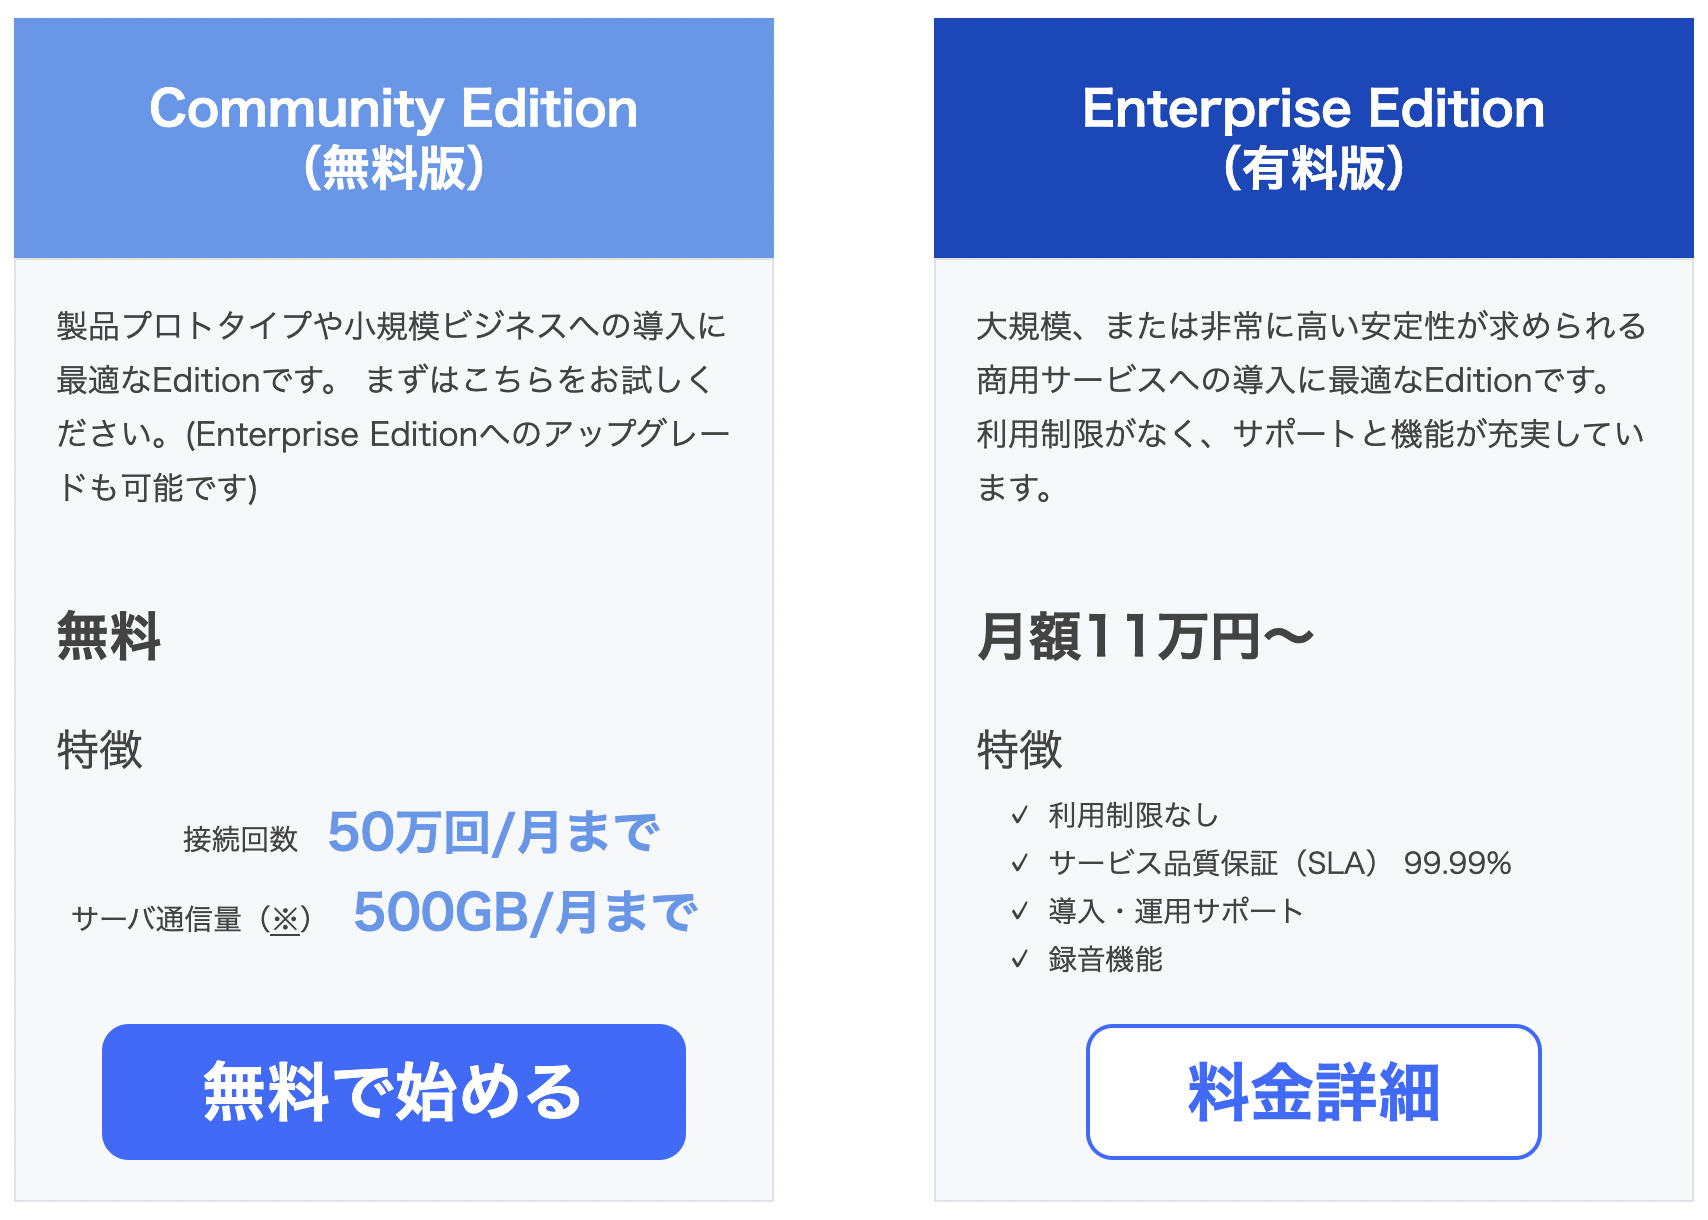 Community Edition
（無料版）
製品プロトタイプや小規模ビジネスへの導入に
最適なEditionです。 まずはこちらをお試しく
ださい。(Enterprise Editionへのアップグレー
ドも可能です)
無料
特徴
接続回数 50万回/月まで
サーバ通信量（※） 500GB/月まで
無料で始める
Enterprise Edition
（有料版）
大規模、または非常に高い安定性が求められる
商用サービスへの導入に最適なEditionです。
利用制限がなく、サポートと機能が充実してい
ます。
月額11万円〜
特徴
✓ 利用制限なし
✓ サービス品質保証（SLA） 99.99%
✓ 導入・運用サポート
✓ 録音機能
料金詳細